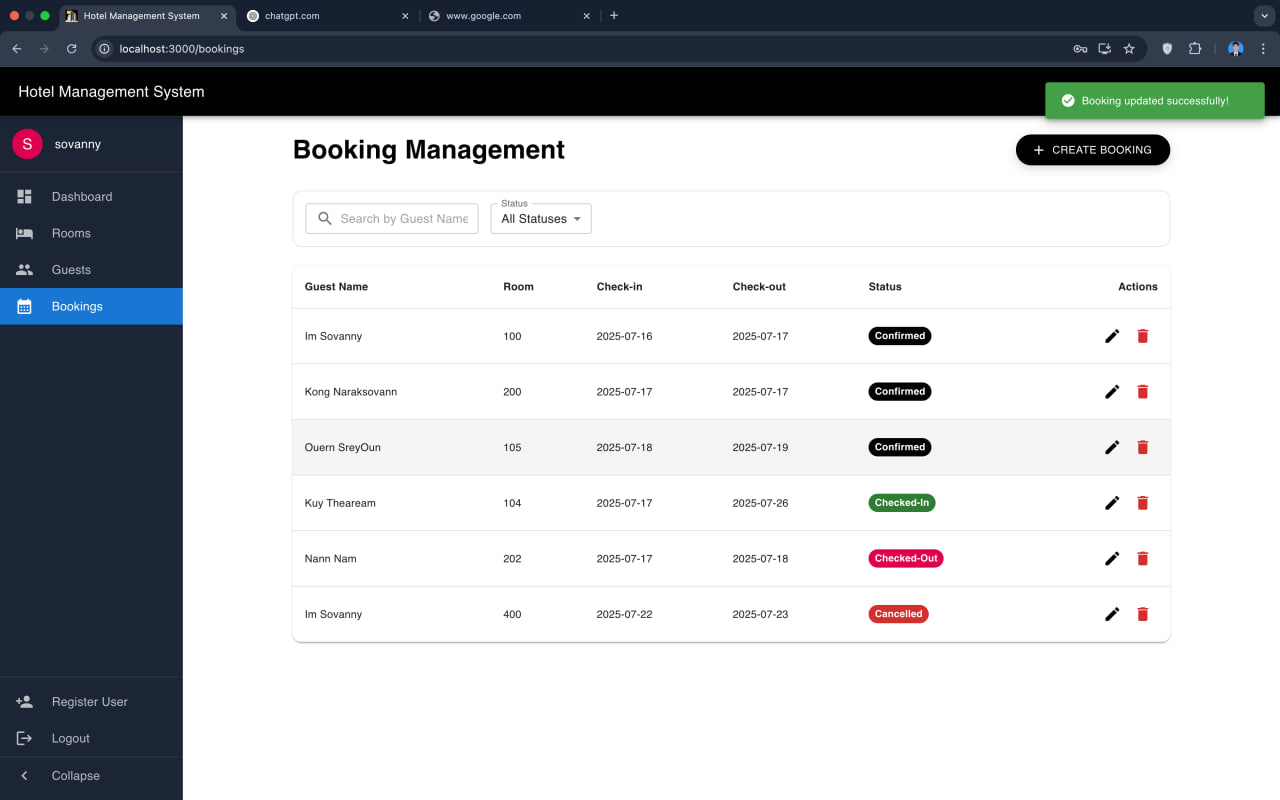 Hotel Management System
chatgpt.com
www.google.com
localhost:3000/bookings
Hotel Management System
Booking updated successfully!
S
sovanny
Dashboard
Rooms
Guests
Bookings
Register User
Logout
Collapse
Booking Management
CREATE BOOKING
Search by Guest Name
Status
All Statuses
Guest Name Room Check-in Check-out Status Actions
Im Sovanny 100 2025-07-16 2025-07-17 Confirmed
Kong Naraksovann 200 2025-07-17 2025-07-17 Confirmed
Ouern SreyOun 105 2025-07-18 2025-07-19 Confirmed
Kuy Theaream 104 2025-07-17 2025-07-26 Checked-In
Nann Nam 202 2025-07-17 2025-07-18 Checked-Out
Im Sovanny 400 2025-07-22 2025-07-23 Cancelled